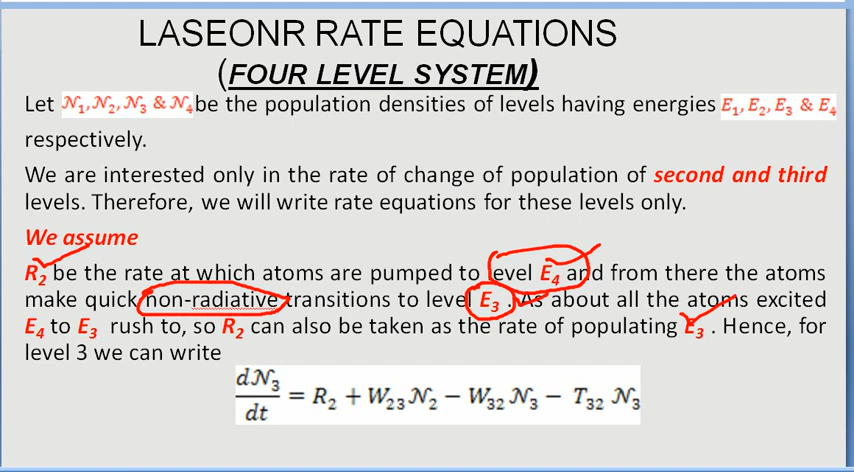 LASEONR RATE EQUATIONS
(FOUR LEVEL SYSTEM)
Let 𝒩₁, 𝒩₂, 𝒩₃ & 𝒩₄ be the population densities of levels having energies E₁, E₂, E₃ & E₄
respectively.
We are interested only in the rate of change of population of second and third
levels. Therefore, we will write rate equations for these levels only.
We assume
R₂ be the rate at which atoms are pumped to level E₄ and from there the atoms
make quick non-radiative transitions to level E₃ . As about all the atoms excited
E₄ to E₃ rush to, so R₂ can also be taken as the rate of populating E₃ . Hence, for
level 3 we can write
d𝒩₃/dt = R₂ + W₂₃ 𝒩₂ − W₃₂ 𝒩₃ − T₃₂ 𝒩₃